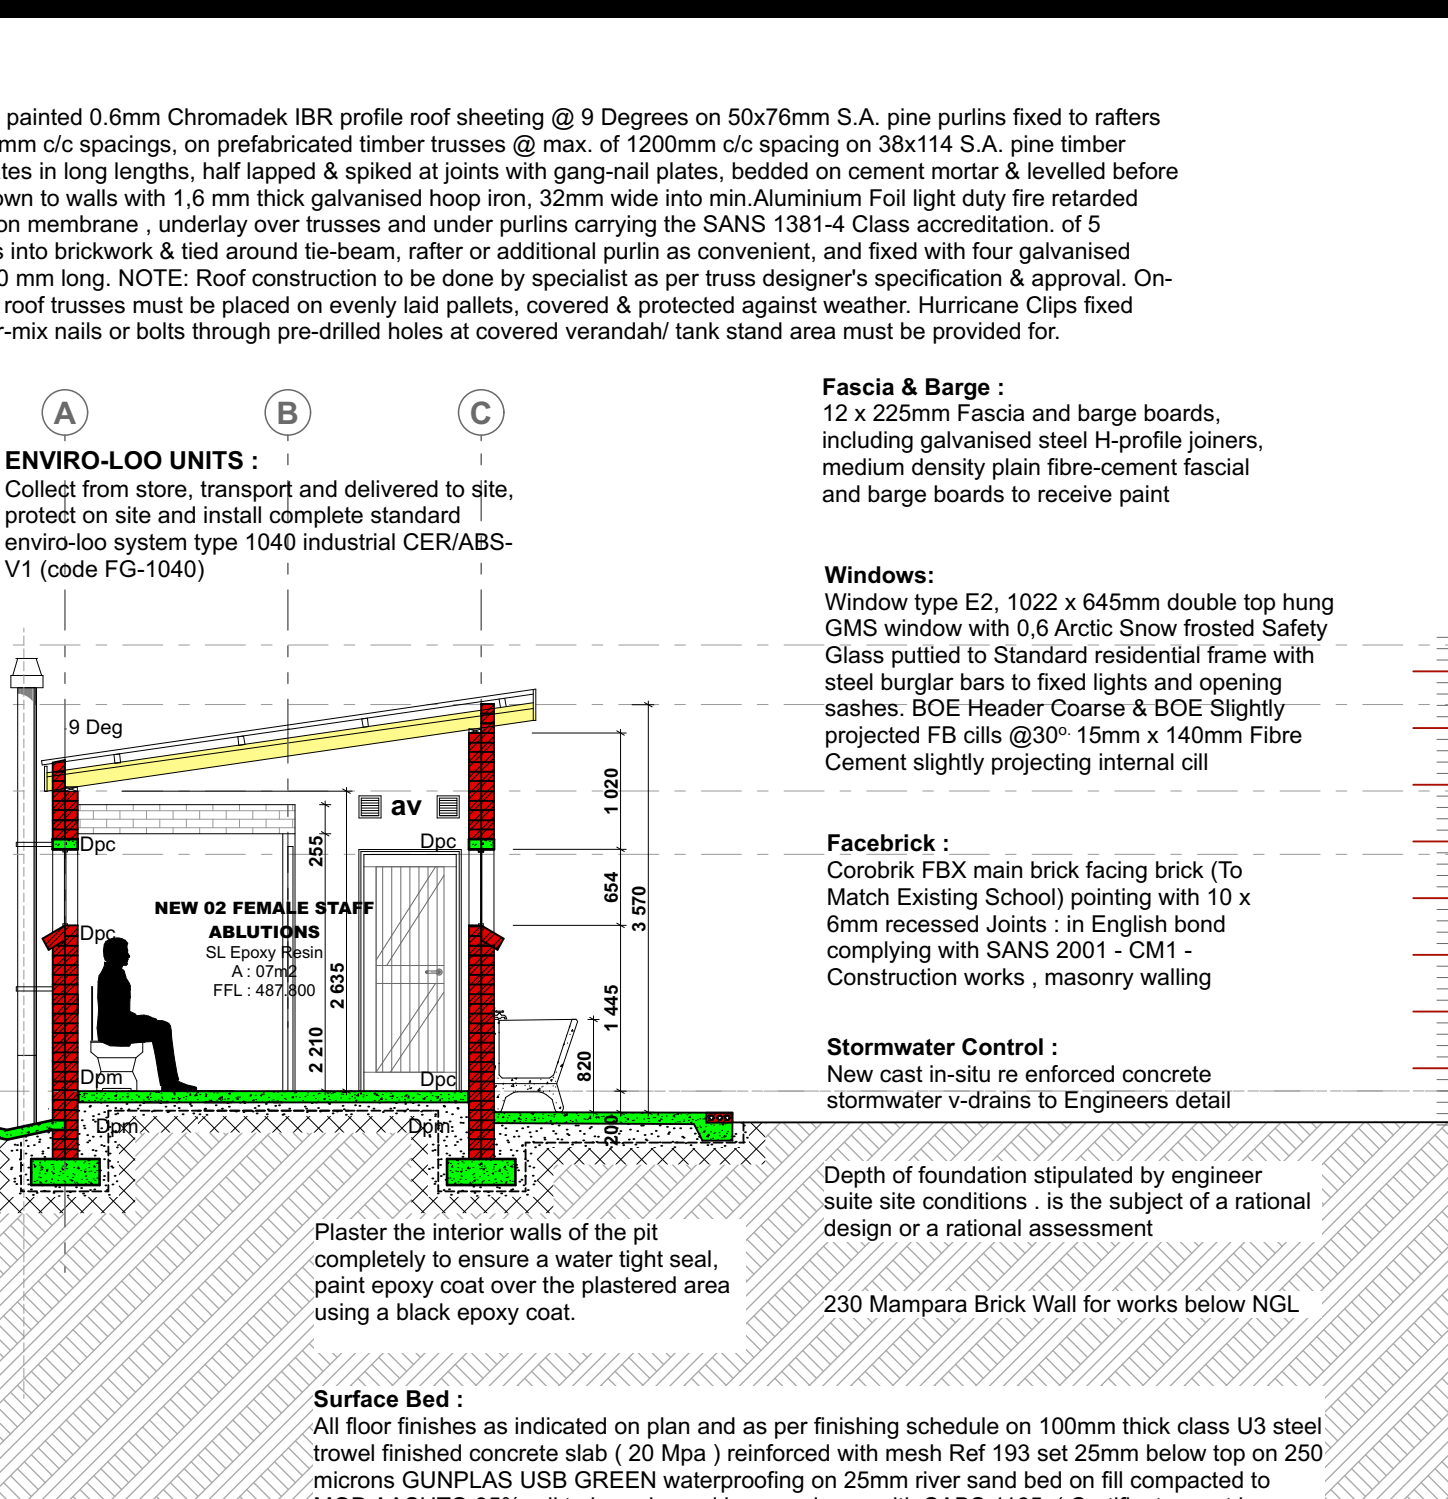 painted 0.6mm Chromadek IBR profile roof sheeting @ 9 Degrees on 50x76mm S.A. pine purlins fixed to rafters
mm c/c spacings, on prefabricated timber trusses @ max. of 1200mm c/c spacing on 38x114 S.A. pine timber
tes in long lengths, half lapped & spiked at joints with gang-nail plates, bedded on cement mortar & levelled before
own to walls with 1,6 mm thick galvanised hoop iron, 32mm wide into min.Aluminium Foil light duty fire retarded
on membrane , underlay over trusses and under purlins carrying the SANS 1381-4 Class accreditation. of 5
s into brickwork & tied around tie-beam, rafter or additional purlin as convenient, and fixed with four galvanised
0 mm long. NOTE: Roof construction to be done by specialist as per truss designer's specification & approval. On-
roof trusses must be placed on evenly laid pallets, covered & protected against weather. Hurricane Clips fixed
r-mix nails or bolts through pre-drilled holes at covered verandah/ tank stand area must be provided for.
A
B
C
ENVIRO-LOO UNITS :
Collect from store, transport and delivered to site,
protect on site and install complete standard
enviro-loo system type 1040 industrial CER/ABS-
V1 (code FG-1040)
Fascia & Barge :
12 x 225mm Fascia and barge boards,
including galvanised steel H-profile joiners,
medium density plain fibre-cement fascial
and barge boards to receive paint
Windows:
Window type E2, 1022 x 645mm double top hung
GMS window with 0,6 Arctic Snow frosted Safety
Glass puttied to Standard residential frame with
steel burglar bars to fixed lights and opening
sashes. BOE Header Coarse & BOE Slightly
projected FB cills @30º. 15mm x 140mm Fibre
Cement slightly projecting internal cill
Facebrick :
Corobrik FBX main brick facing brick (To
Match Existing School) pointing with 10 x
6mm recessed Joints : in English bond
complying with SANS 2001 - CM1 -
Construction works , masonry walling
Stormwater Control :
New cast in-situ re enforced concrete
stormwater v-drains to Engineers detail
9 Deg
av
Dpc
Dpc
Dpc
NEW 02 FEMALE STAFF
ABLUTIONS
SL Epoxy Resin
A : 07m2
FFL : 487.800
Dpm
Dpc
Dpm
Dpm
255
2 210
2 635
1 020
654
1 445
3 570
820
200
Depth of foundation stipulated by engineer
suite site conditions . is the subject of a rational
design or a rational assessment
Plaster the interior walls of the pit
completely to ensure a water tight seal,
paint epoxy coat over the plastered area
using a black epoxy coat.
230 Mampara Brick Wall for works below NGL
Surface Bed :
All floor finishes as indicated on plan and as per finishing schedule on 100mm thick class U3 steel
trowel finished concrete slab ( 20 Mpa ) reinforced with mesh Ref 193 set 25mm below top on 250
microns GUNPLAS USB GREEN waterproofing on 25mm river sand bed on fill compacted to